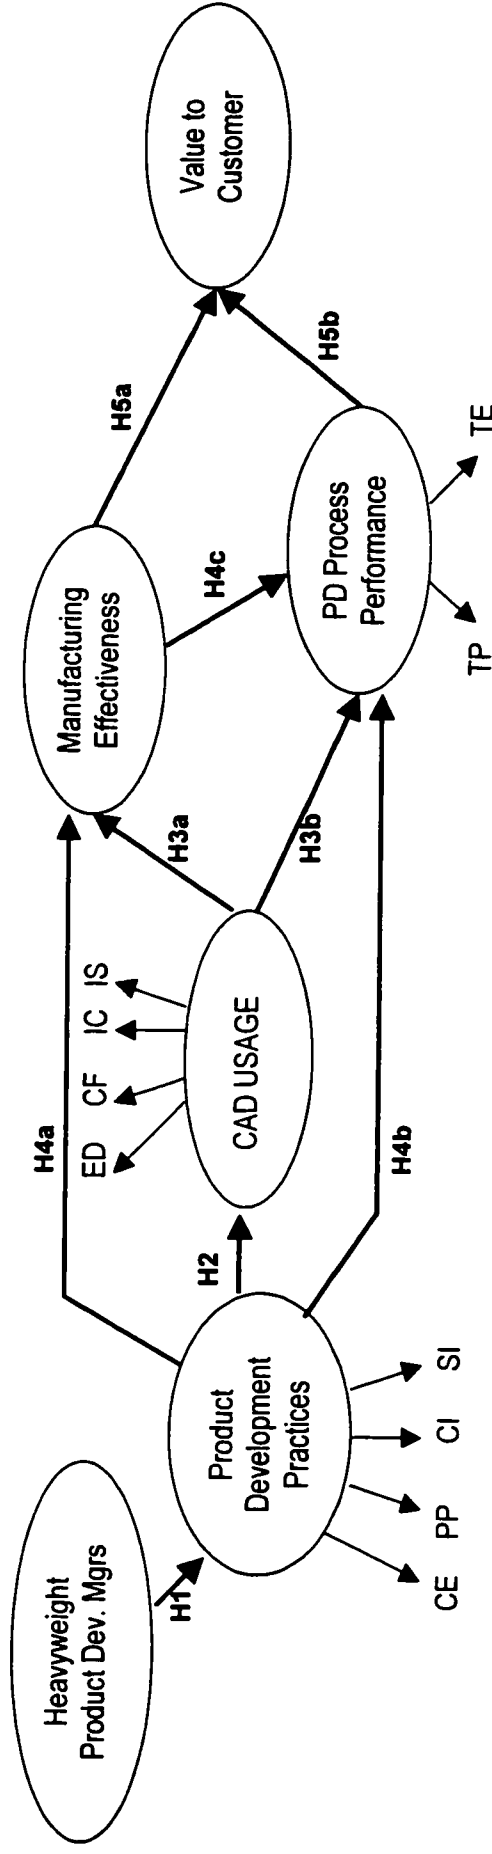 Heavyweight
Product Dev. Mgrs
H1
Product
Development
Practices
CE
PP
CI
SI
H2
H4a
H4b
ED
CF
IC
IS
CAD USAGE
H3a
H3b
Manufacturing
Effectiveness
H4c
PD Process
Performance
TP
TE
H5a
H5b
Value to
Customer